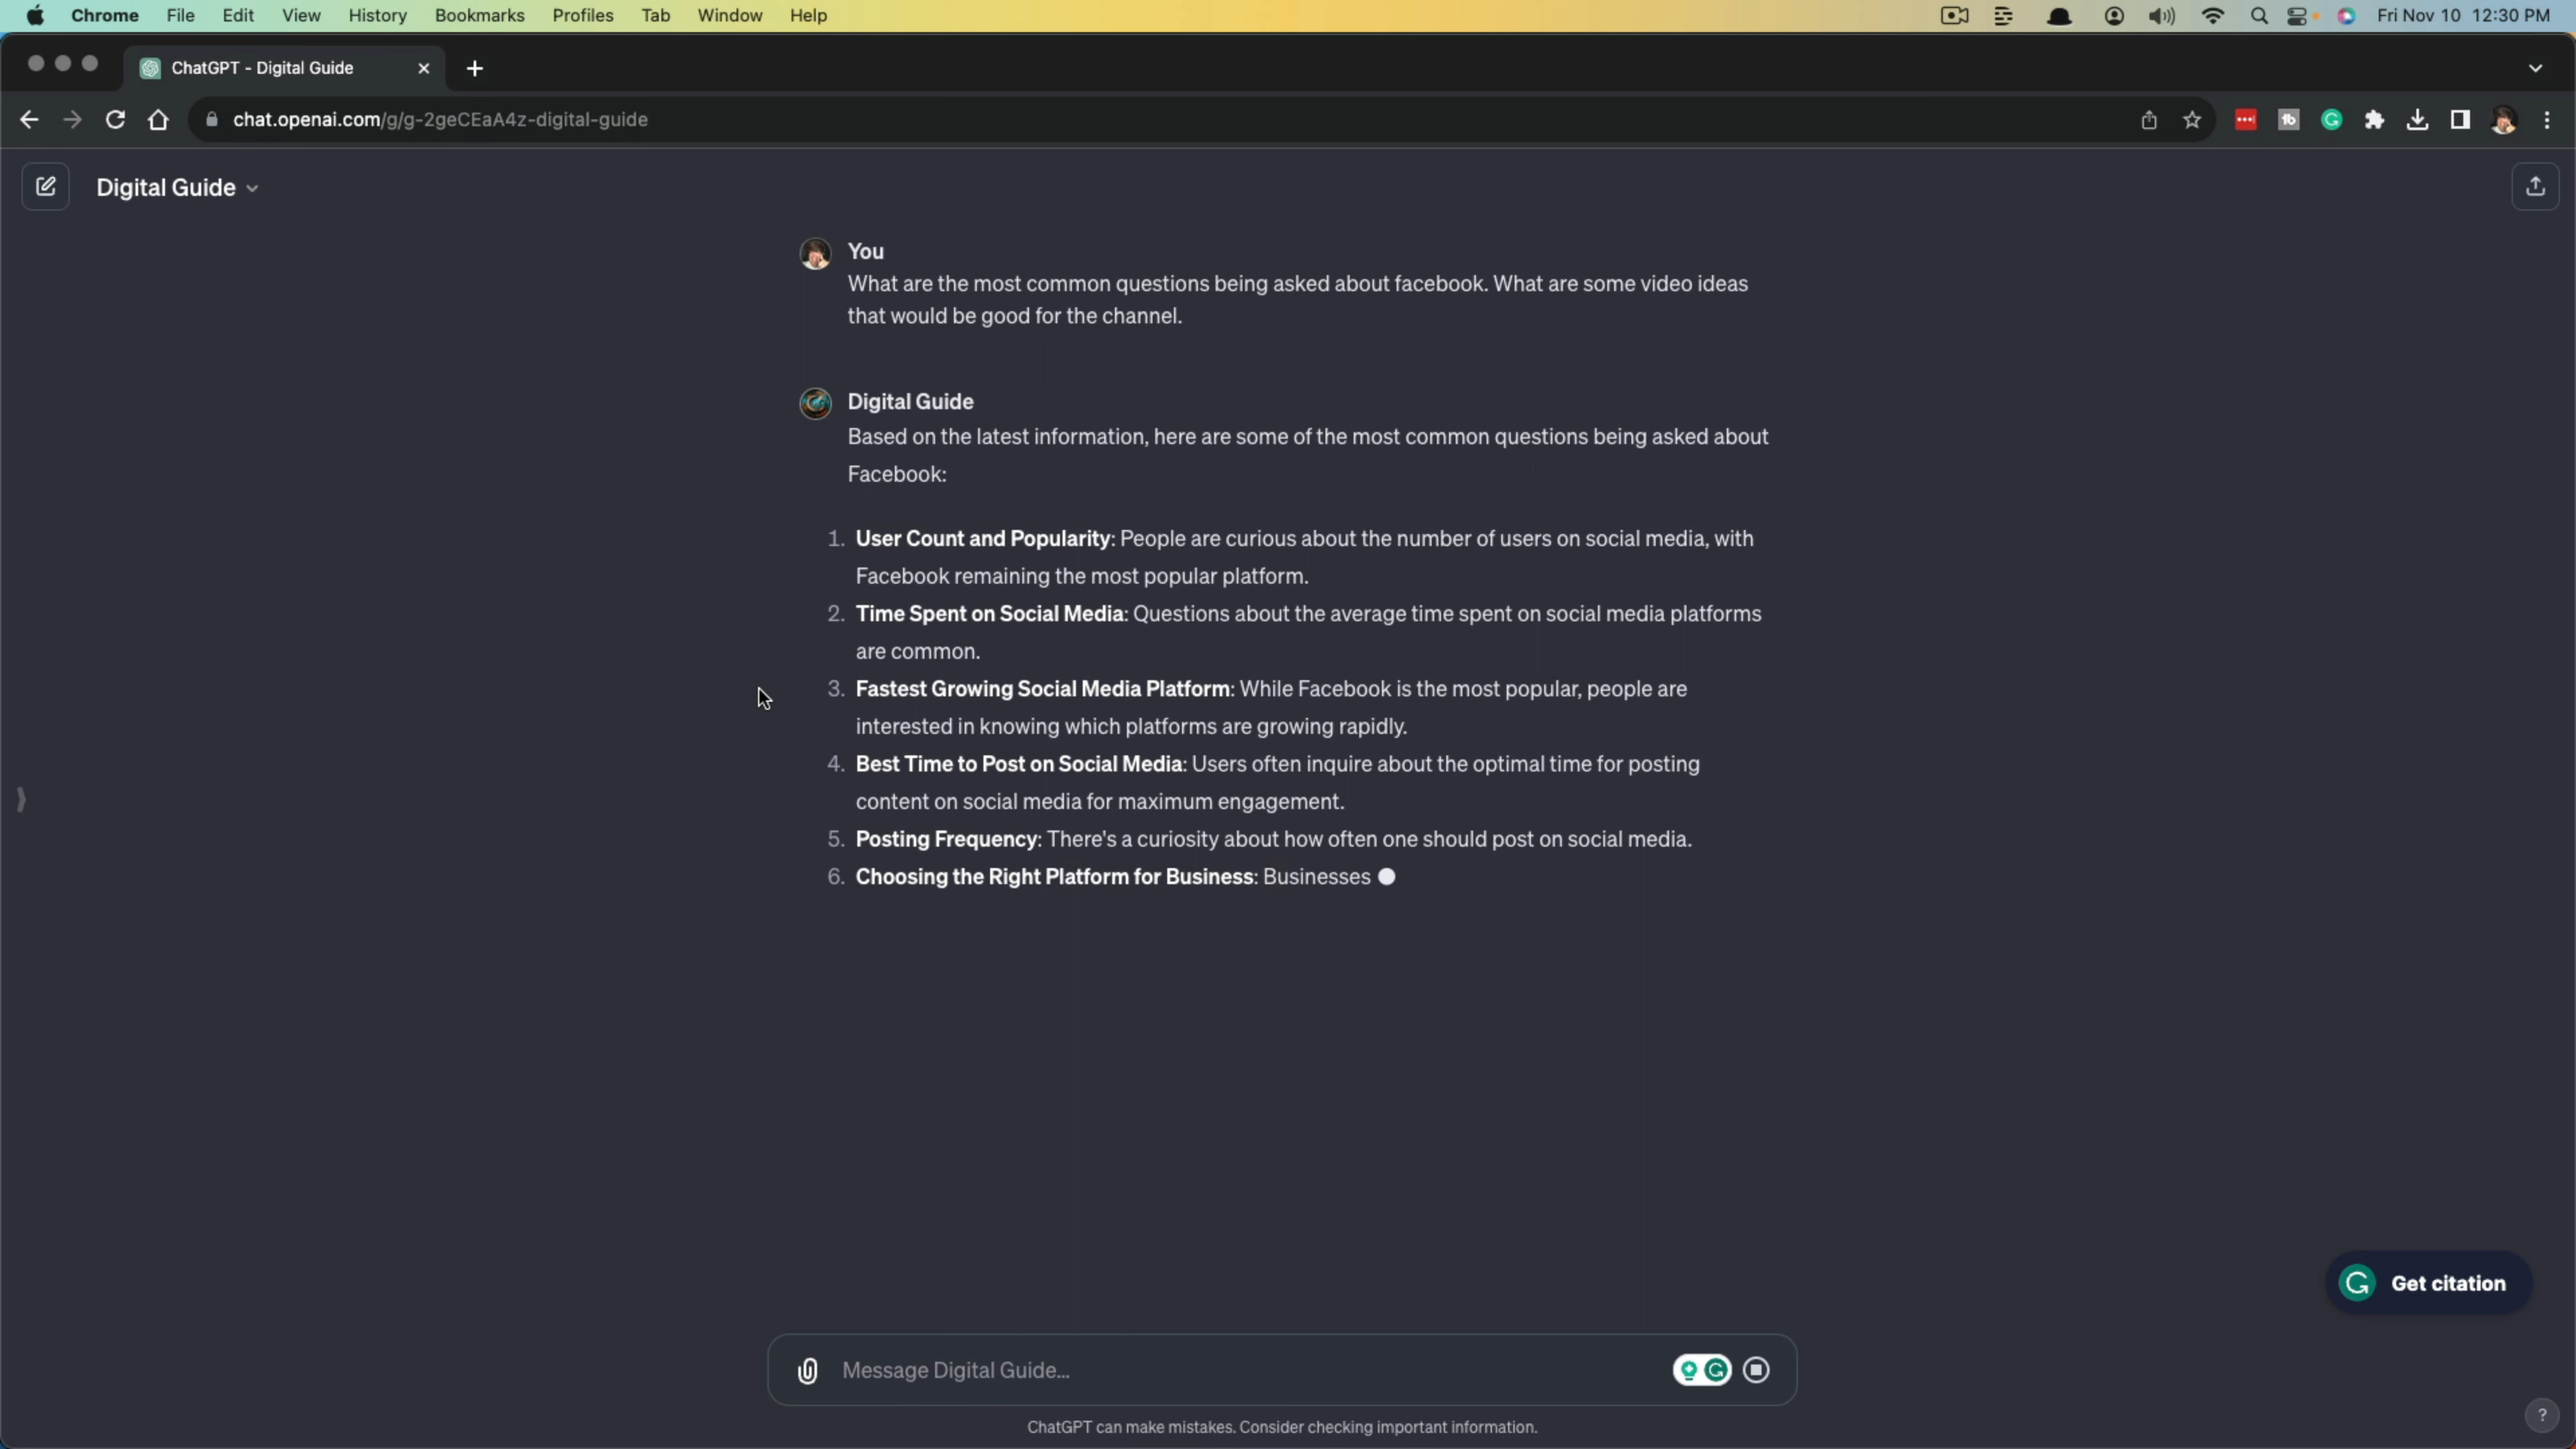 Chrome File Edit View History Bookmarks Profiles Tab Window Help Fri Nov 10 12:30 PM
ChatGPT - Digital Guide
chat.openai.com/g/g-2geCEaA4z-digital-guide
Digital Guide
You
What are the most common questions being asked about facebook. What are some video ideas
that would be good for the channel.
Digital Guide
Based on the latest information, here are some of the most common questions being asked about
Facebook:
1. User Count and Popularity: People are curious about the number of users on social media, with
Facebook remaining the most popular platform.
2. Time Spent on Social Media: Questions about the average time spent on social media platforms
are common.
3. Fastest Growing Social Media Platform: While Facebook is the most popular, people are
interested in knowing which platforms are growing rapidly.
4. Best Time to Post on Social Media: Users often inquire about the optimal time for posting
content on social media for maximum engagement.
5. Posting Frequency: There's a curiosity about how often one should post on social media.
6. Choosing the Right Platform for Business: Businesses
Get citation
Message Digital Guide...
ChatGPT can make mistakes. Consider checking important information.
?